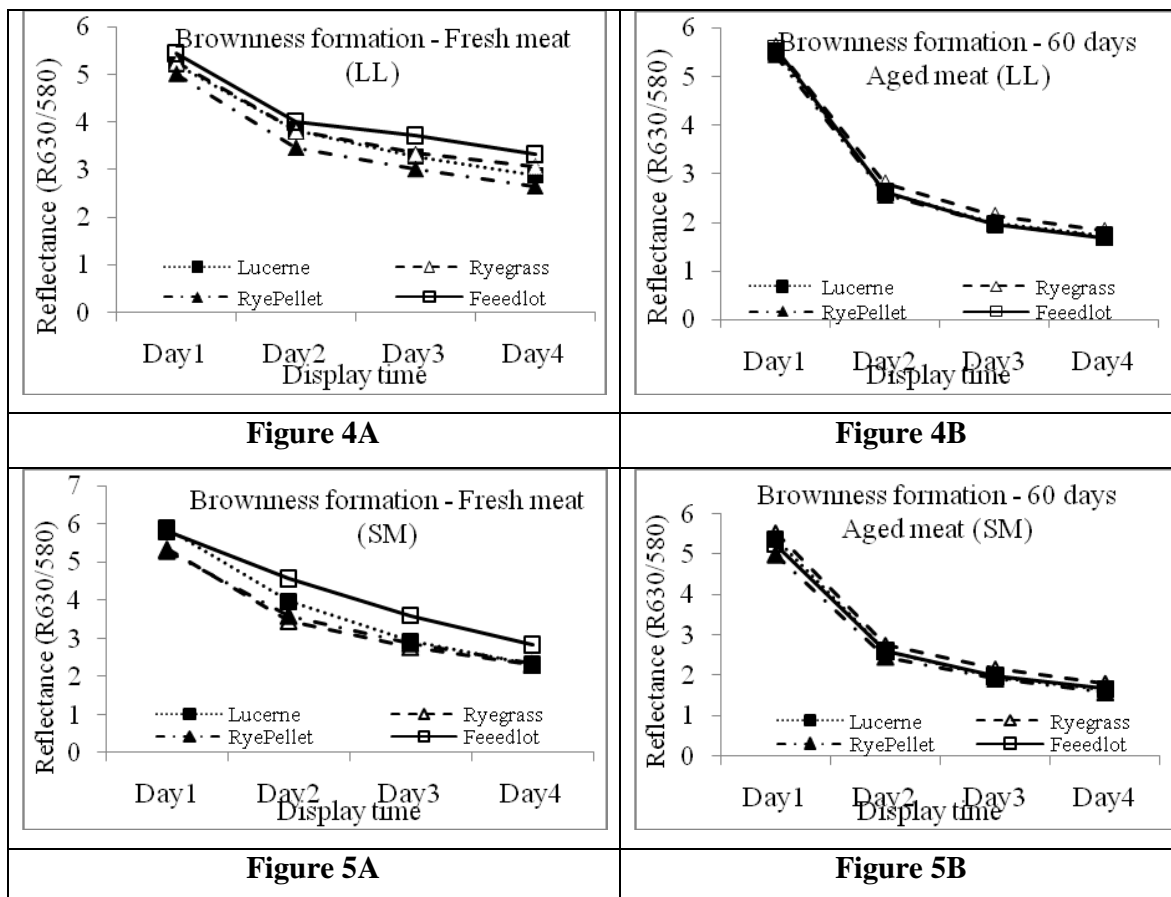 Brownness formation - Fresh meat
(LL)
Reflectance (R630/580)
6
5
4
3
2
1
0
Lucerne
Ryegrass
RyePellet
Feeedlot
Day1 Day2 Day3 Day4
Display time
Brownness formation - 60 days
Aged meat (LL)
Reflectance (R630/580)
6
5
4
3
2
1
0
Lucerne
Ryegrass
RyePellet
Feeedlot
Day1 Day2 Day3 Day4
Display time
Figure 4A
Figure 4B
Brownness formation - Fresh meat
(SM)
Reflectance (R630/580)
7
6
5
4
3
2
1
0
Lucerne
Ryegrass
RyePellet
Feeedlot
Day1 Day2 Day3 Day4
Display time
Brownness formation - 60 days
Aged meat (SM)
Reflectance (R630/580)
6
5
4
3
2
1
0
Lucerne
Ryegrass
RyePellet
Feeedlot
Day1 Day2 Day3 Day4
Display time
Figure 5A
Figure 5B